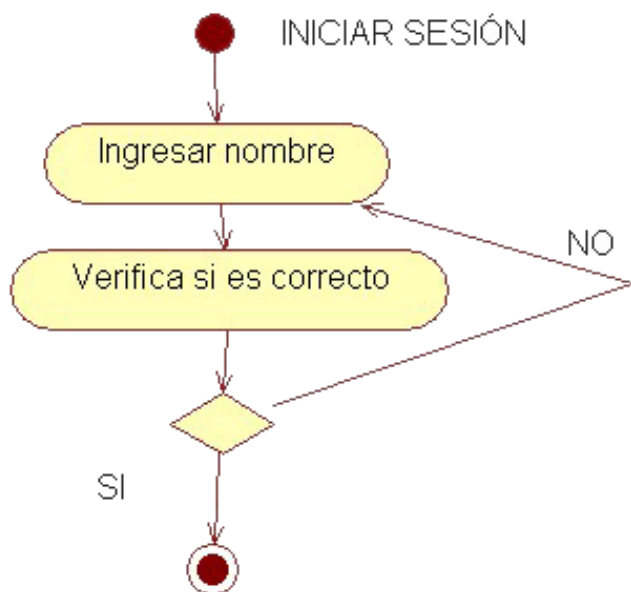 INICIAR SESIÓN
Ingresar nombre
NO
Verifica si es correcto
SI